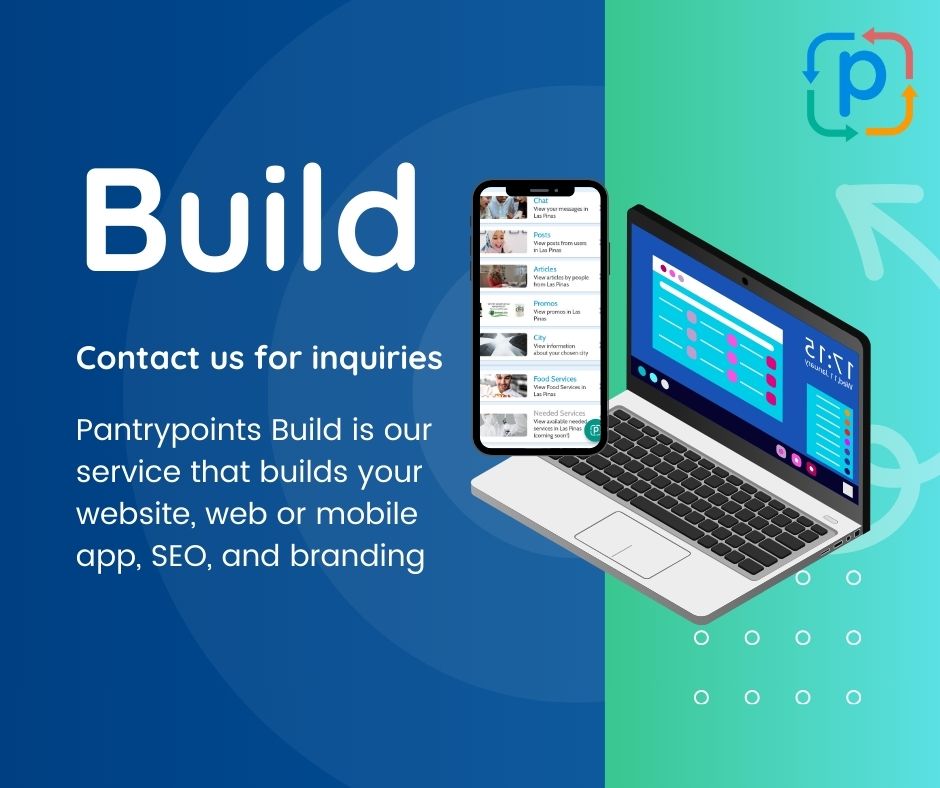 p
Build
Contact us for inquiries
Pantrypoints Build is our
service that builds your
website, web or mobile
app, SEO, and branding
Chat
View your messages in
Las Pinas
Posts
View posts from users
in Las Pinas
Articles
View articles by people
from Las Pinas
Promos
View promos in Las
Pinas
City
View information
about your chosen city
Food Services
View Food Services in
Las Pinas
Needed Services
View available needed
services in Las Pinas
(coming soon!)
p
17:15
Wed 11 January